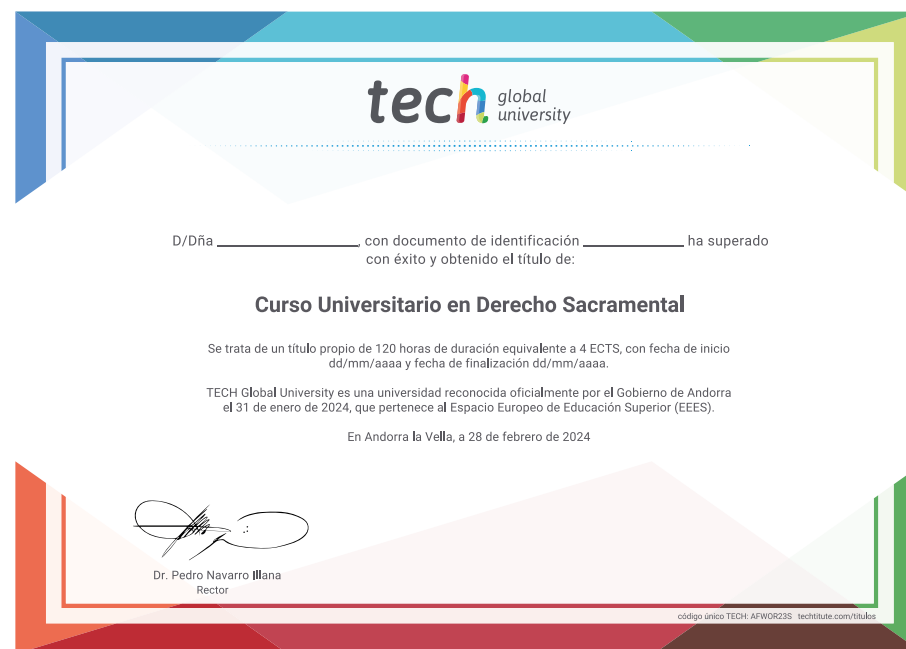 tech global university
D/Dña ______________, con documento de identificación ____________ ha superado
con éxito y obtenido el título de:
Curso Universitario en Derecho Sacramental
Se trata de un título propio de 120 horas de duración equivalente a 4 ECTS, con fecha de inicio
dd/mm/aaaa y fecha de finalización dd/mm/aaaa.
TECH Global University es una universidad reconocida oficialmente por el Gobierno de Andorra
el 31 de enero de 2024, que pertenece al Espacio Europeo de Educación Superior (EEES).
En Andorra la Vella, a 28 de febrero de 2024
Dr. Pedro Navarro Illana
Rector
código único TECH: AFWOR23S techtitute.com/titulos